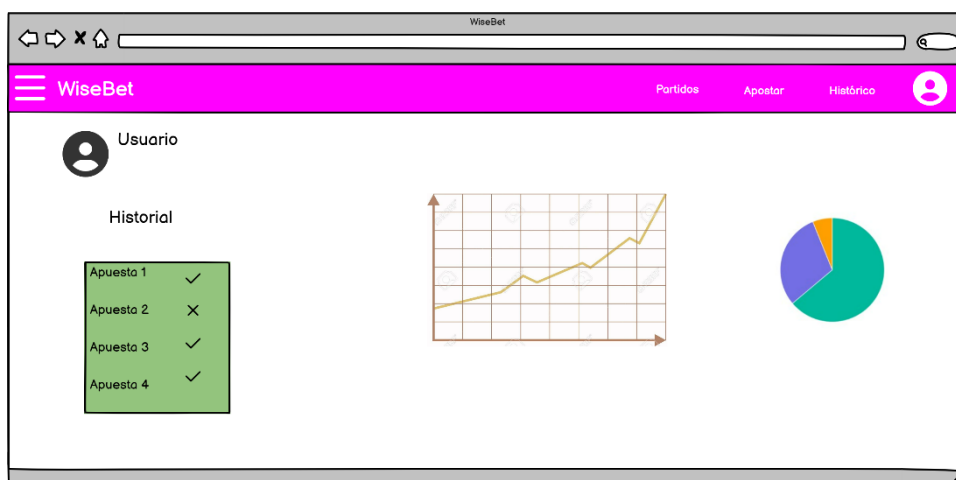 WiseBet
WiseBet
Partidos
Apostar
Histórico
Usuario
Historial
Apuesta 1
Apuesta 2
Apuesta 3
Apuesta 4